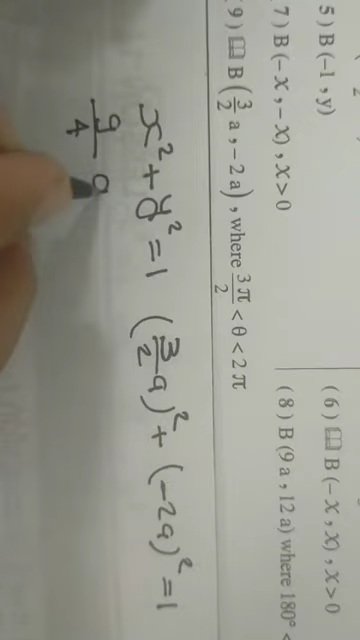 5) B (-1, y)
(6) B (-x, x), x > 0
7) B (-x, -x), x > 0
(8) B (9 a, 12 a) where 180° <
9) B (3/2 a, -2 a), where 3π/2 < θ < 2π
x² + y² = 1 (3/2 a)² + (-2a)² = 1
9/4 a